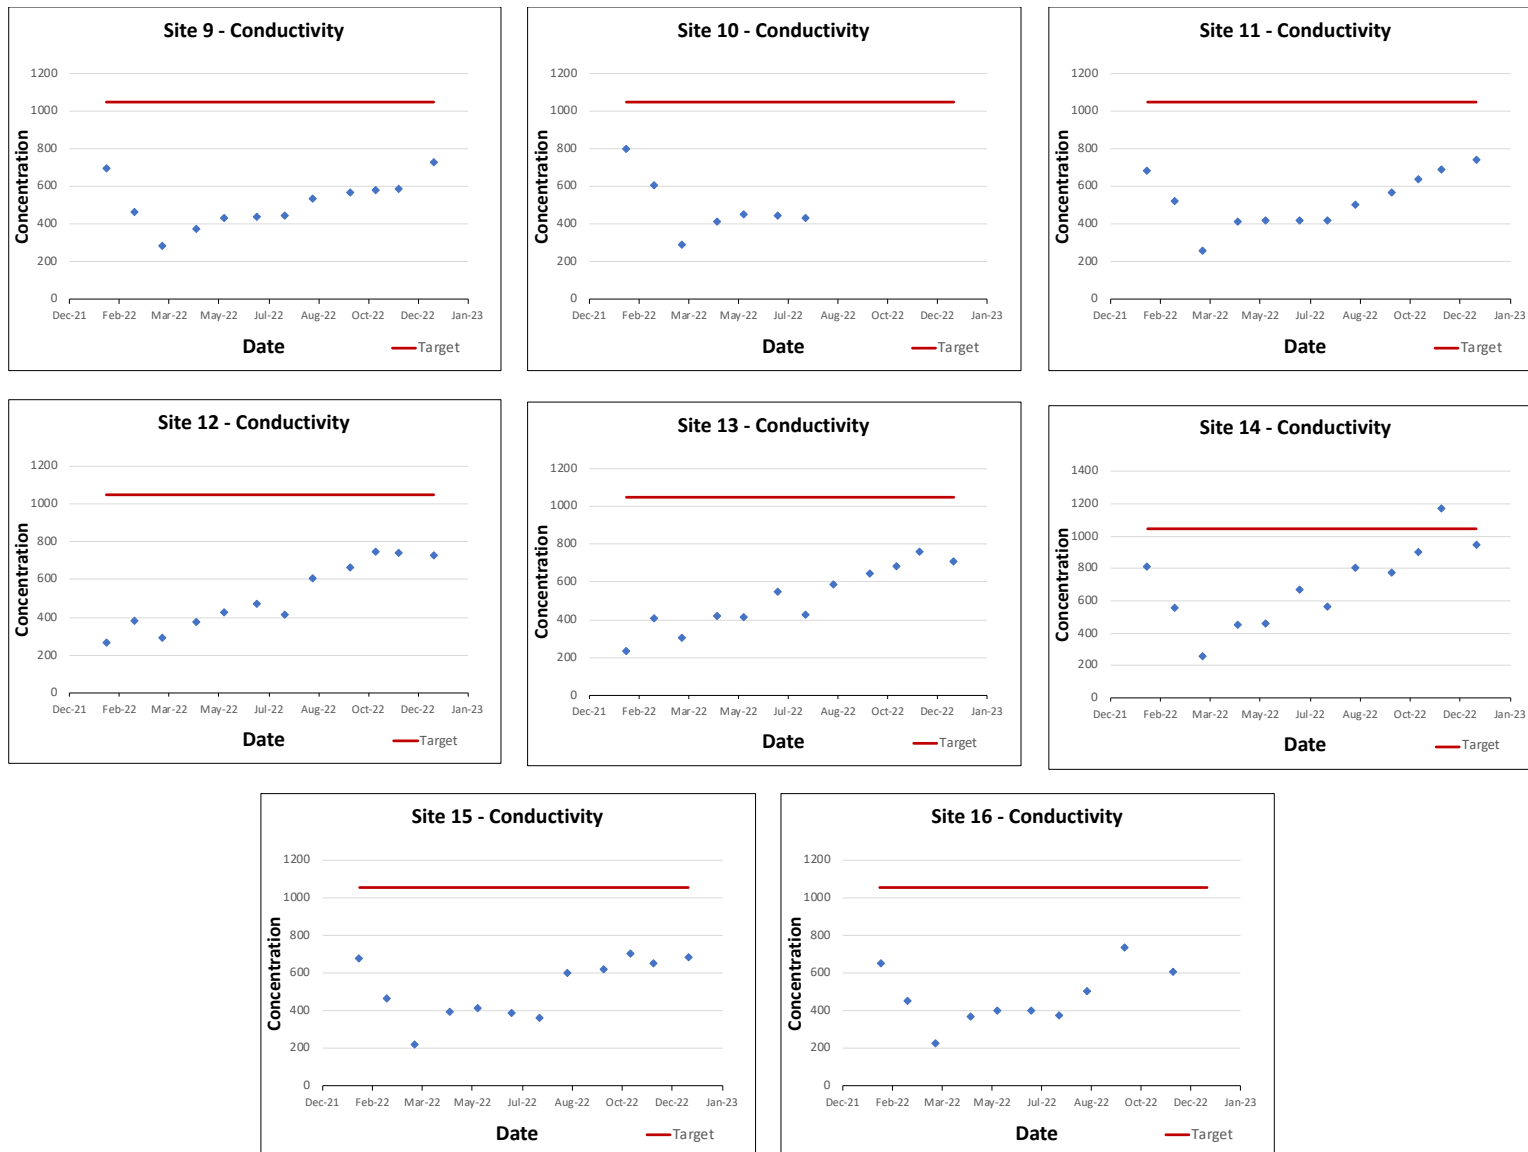 Site 9 - Conductivity
1200
1000
800
600
400
200
0
Concentration
Dec-21 Feb-22 Mar-22 May-22 Jul-22 Aug-22 Oct-22 Dec-22 Jan-23
Date
Target
Site 10 - Conductivity
1200
1000
800
600
400
200
0
Concentration
Dec-21 Feb-22 Mar-22 May-22 Jul-22 Aug-22 Oct-22 Dec-22 Jan-23
Date
Target
Site 11 - Conductivity
1200
1000
800
600
400
200
0
Concentration
Dec-21 Feb-22 Mar-22 May-22 Jul-22 Aug-22 Oct-22 Dec-22 Jan-23
Date
Target
Site 12 - Conductivity
1200
1000
800
600
400
200
0
Concentration
Dec-21 Feb-22 Mar-22 May-22 Jul-22 Aug-22 Oct-22 Dec-22 Jan-23
Date
Target
Site 13 - Conductivity
1200
1000
800
600
400
200
0
Concentration
Dec-21 Feb-22 Mar-22 May-22 Jul-22 Aug-22 Oct-22 Dec-22 Jan-23
Date
Target
Site 14 - Conductivity
1400
1200
1000
800
600
400
200
0
Concentration
Dec-21 Feb-22 Mar-22 May-22 Jul-22 Aug-22 Oct-22 Dec-22 Jan-23
Date
Target
Site 15 - Conductivity
1200
1000
800
600
400
200
0
Concentration
Dec-21 Feb-22 Mar-22 May-22 Jul-22 Aug-22 Oct-22 Dec-22 Jan-23
Date
Target
Site 16 - Conductivity
1200
1000
800
600
400
200
0
Concentration
Dec-21 Feb-22 Mar-22 May-22 Jul-22 Aug-22 Oct-22 Dec-22 Jan-23
Date
Target